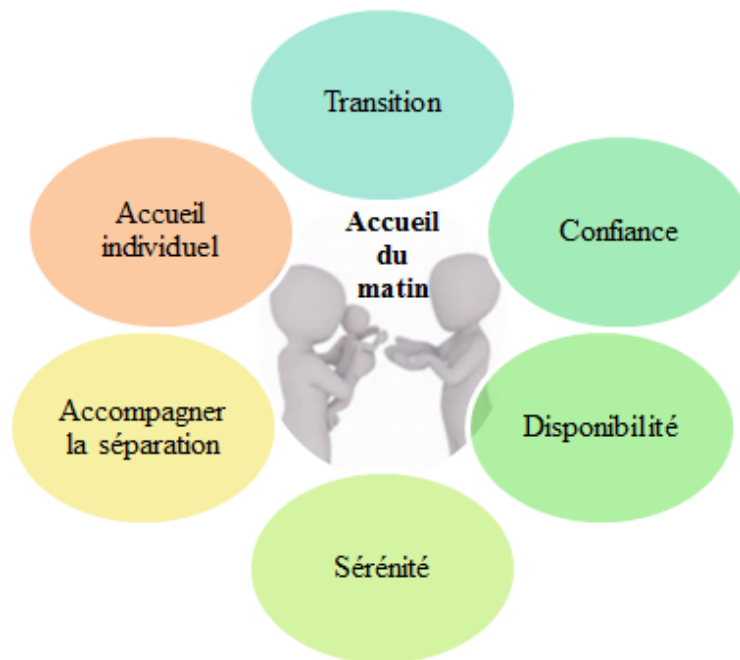 Transition
Accueil
individuel
Accueil
du
matin
Confiance
Accompagner
la séparation
Disponibilité
Sérénité